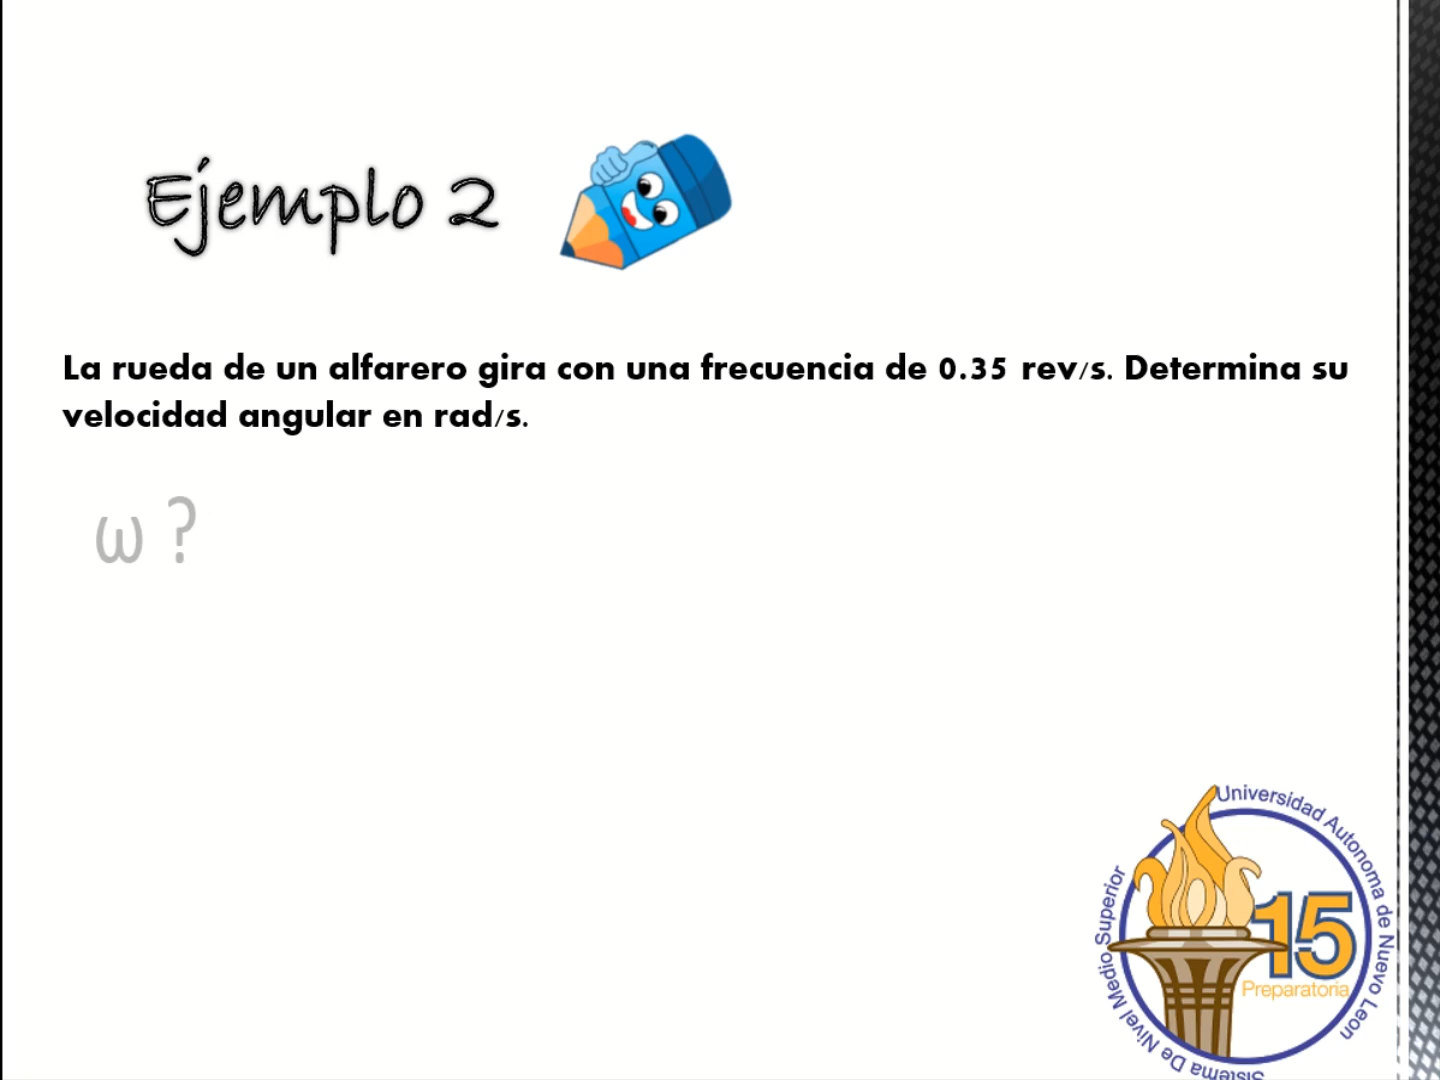 Ejemplo 2
La rueda de un alfarero gira con una frecuencia de 0.35 rev/s. Determina su
velocidad angular en rad/s.
ω ?
Universidad Autonoma de Nuevo Leon
Sistema De Nivel Medio Superior
15
Preparatoria